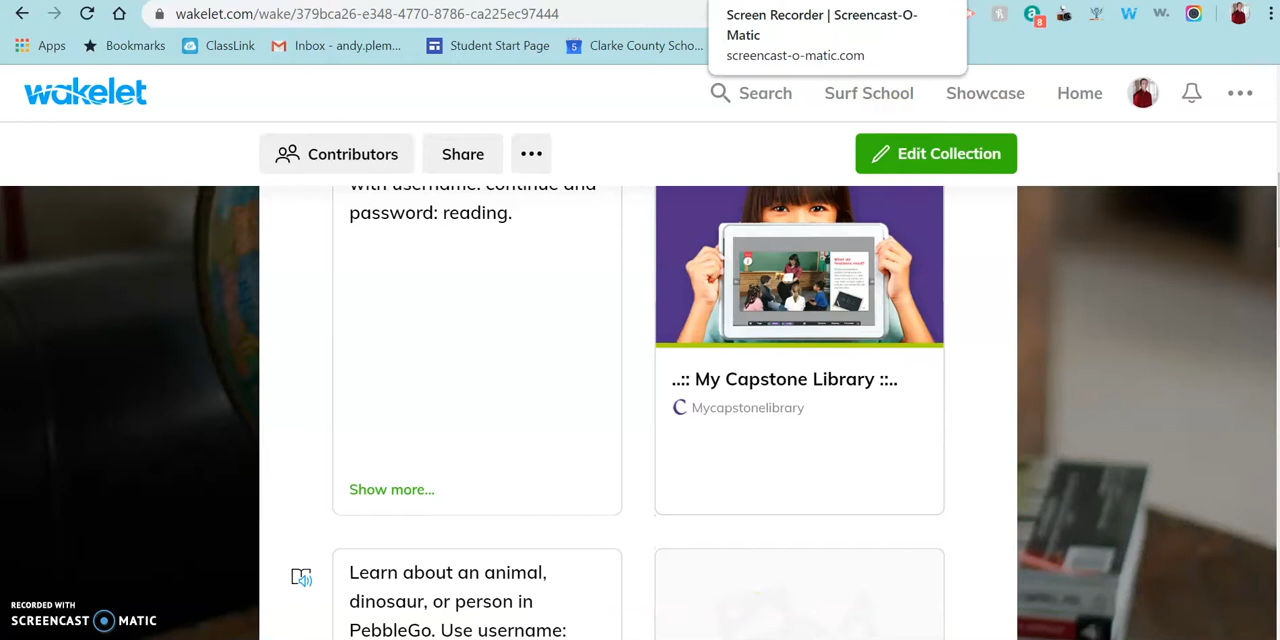 wakelet.com/wake/379bca26-e348-4770-8786-ca225ec97444
Screen Recorder | Screencast-O-
Matic
screencast-o-matic.com
8
Apps
Bookmarks
ClassLink
Inbox - andy.plem...
Student Start Page
5
Clarke County Scho...
wakelet
Search
Surf School
Showcase
Home
Contributors
Share
Edit Collection
with username: continue and
password: reading.
Show more...
..:: My Capstone Library ::..
C Mycapstonelibrary
Learn about an animal,
dinosaur, or person in
PebbleGo. Use username:
RECORDED WITH
SCREENCAST MATIC